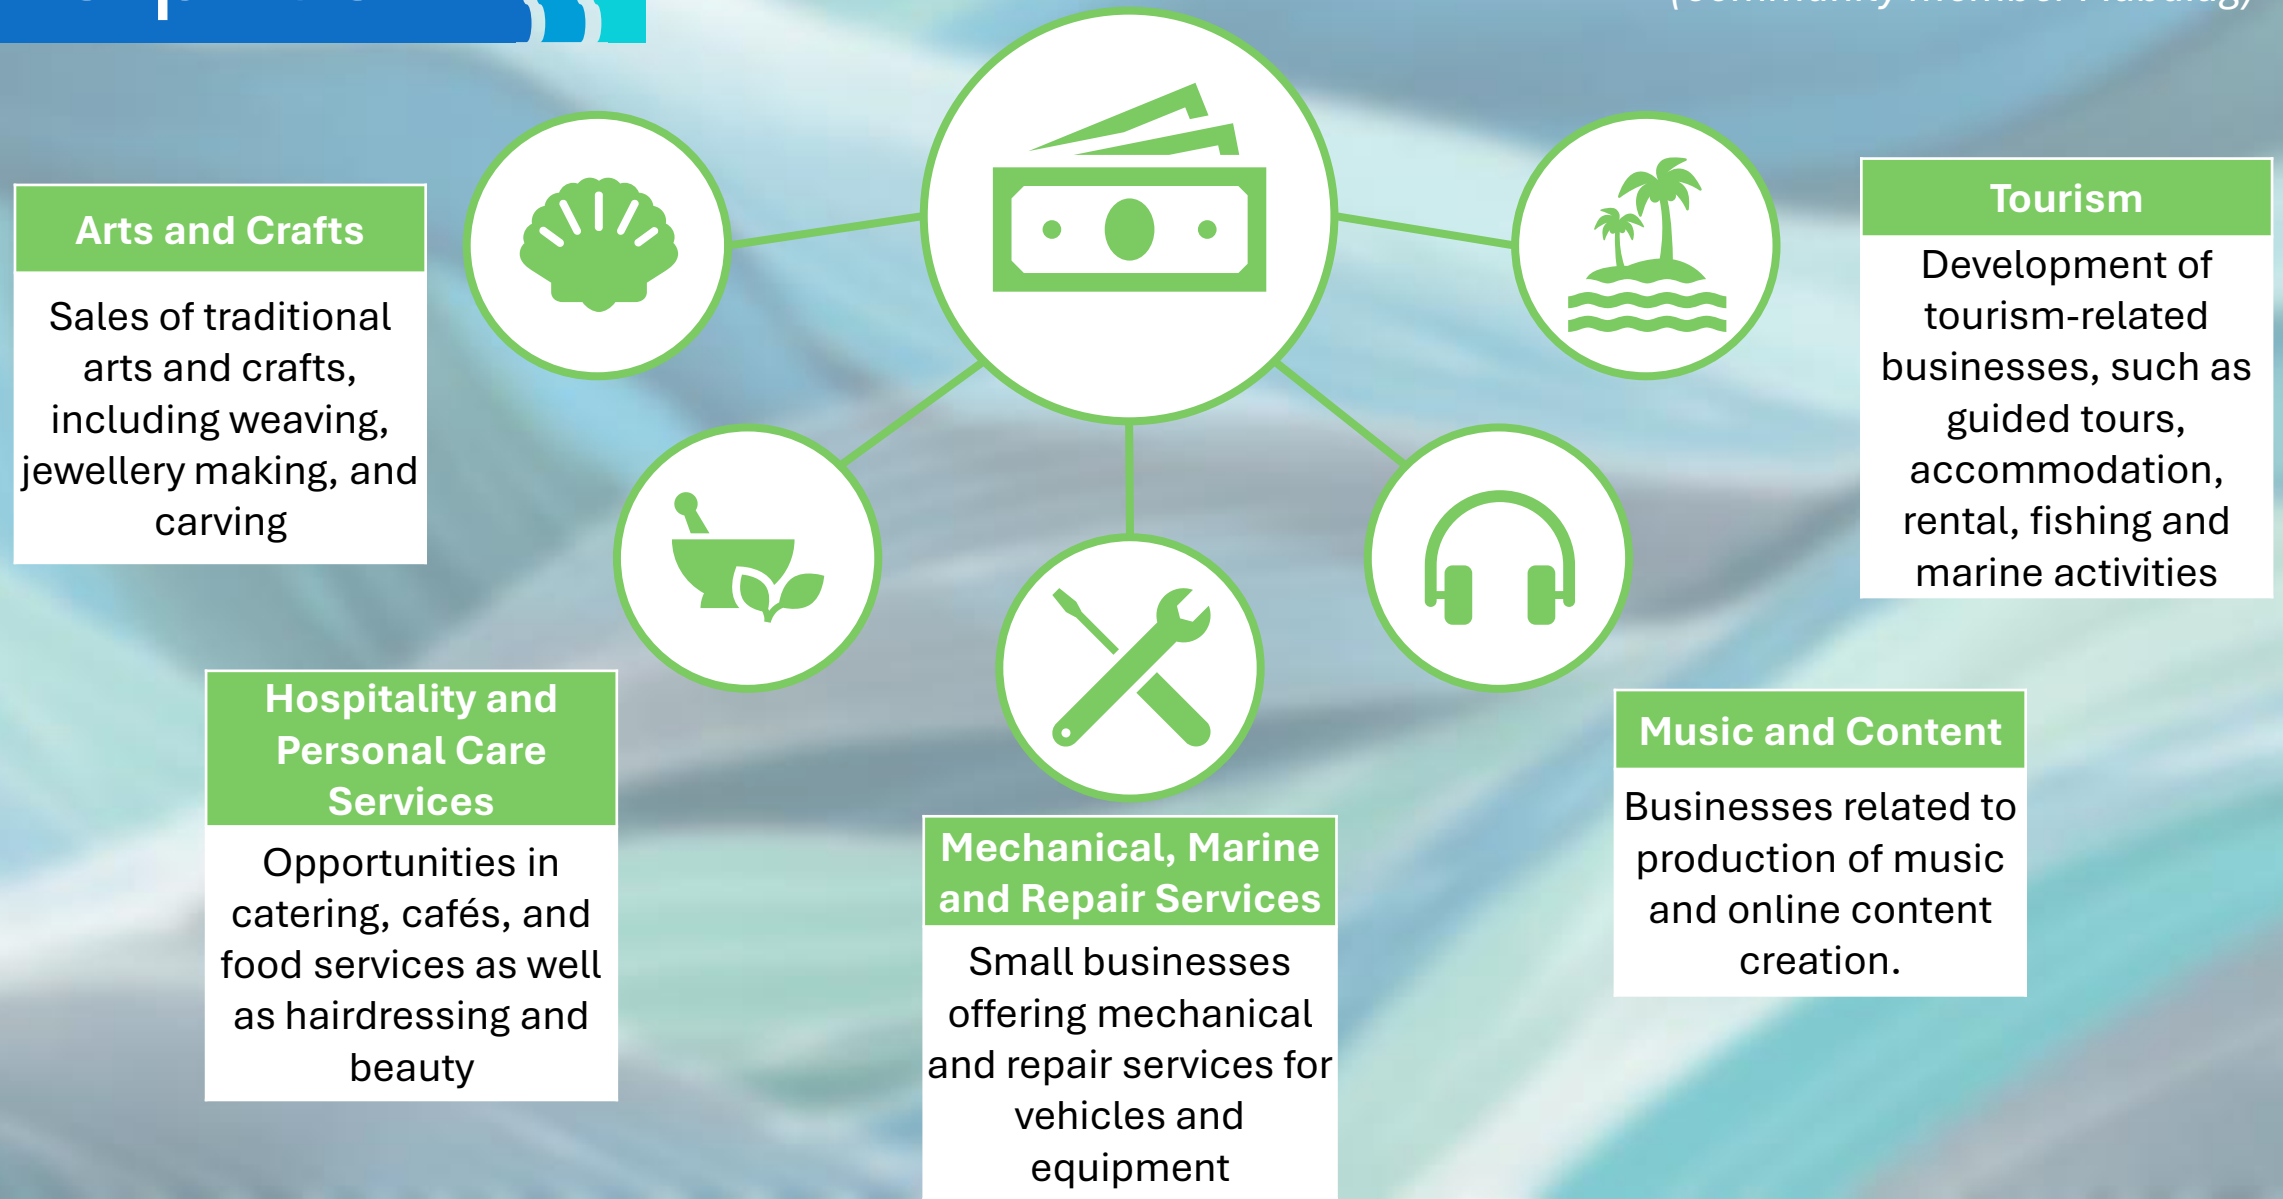 Arts and Crafts
Sales of traditional
arts and crafts,
including weaving,
jewellery making, and
carving
Hospitality and
Personal Care
Services
Opportunities in
catering, cafés, and
food services as well
as hairdressing and
beauty
Mechanical, Marine
and Repair Services
Small businesses
offering mechanical
and repair services for
vehicles and
equipment
Music and Content
Businesses related to
production of music
and online content
creation.
Tourism
Development of
tourism-related
businesses, such as
guided tours,
accommodation,
rental, fishing and
marine activities